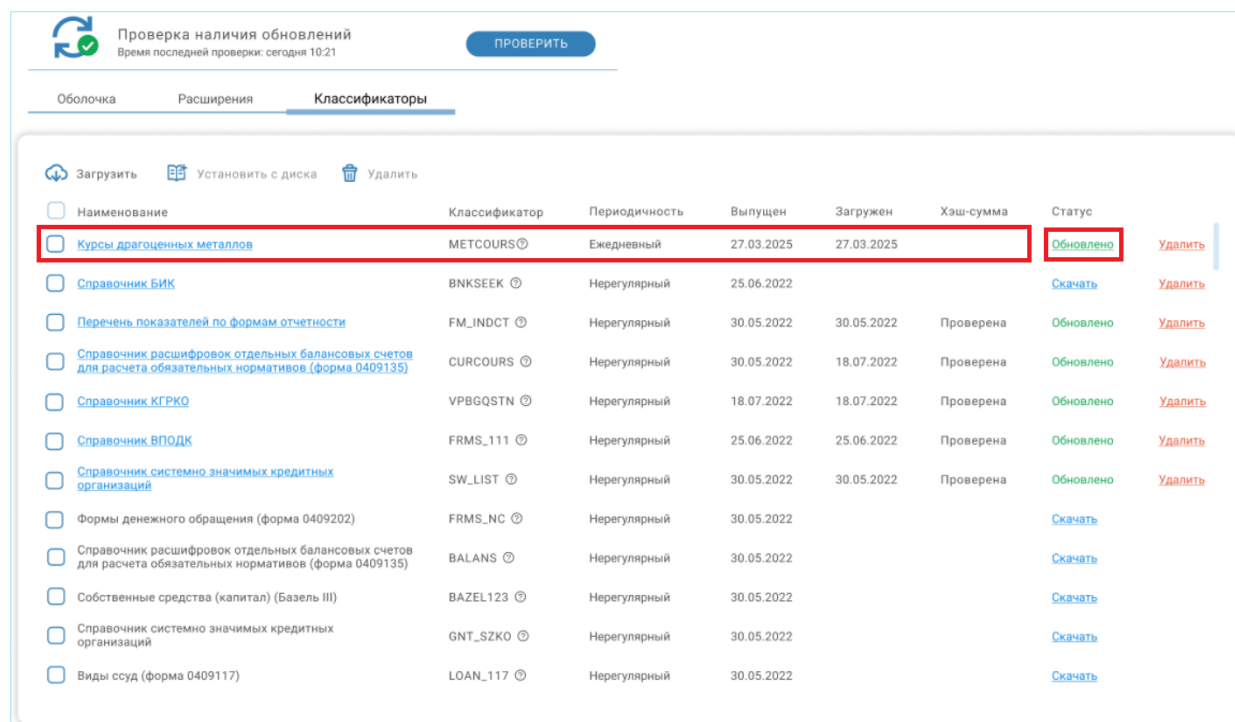 Проверка наличия обновлений
Время последней проверки: сегодня 10:21
ПРОВЕРИТЬ
Оболочка Расширения Классификаторы
Загрузить Установить с диска Удалить
Наименование Классификатор Периодичность Выпущен Загружен Хэш-сумма Статус
Курсы драгоценных металлов METCOURS Ежедневный 27.03.2025 27.03.2025 Обновлено Удалить
Справочник БИК BNKSEEK Нерегулярный 25.06.2022 Скачать Удалить
Перечень показателей по формам отчетности FM_INDCT Нерегулярный 30.05.2022 30.05.2022 Проверена Обновлено Удалить
Справочник расшифровок отдельных балансовых счетов
для расчета обязательных нормативов (форма 0409135) CURCOURS Нерегулярный 30.05.2022 18.07.2022 Проверена Обновлено Удалить
Справочник КГРКО VPBGQSTN Нерегулярный 18.07.2022 18.07.2022 Проверена Обновлено Удалить
Справочник ВПОДК FRMS_111 Нерегулярный 25.06.2022 25.06.2022 Проверена Обновлено Удалить
Справочник системно значимых кредитных
организаций SW_LIST Нерегулярный 30.05.2022 30.05.2022 Проверена Обновлено Удалить
Формы денежного обращения (форма 0409202) FRMS_NC Нерегулярный 30.05.2022 Скачать
Справочник расшифровок отдельных балансовых счетов
для расчета обязательных нормативов (форма 0409135) BALANS Нерегулярный 30.05.2022 Скачать
Собственные средства (капитал) (Базель III) BAZEL123 Нерегулярный 30.05.2022 Скачать
Справочник системно значимых кредитных
организаций GNT_SZKO Нерегулярный 30.05.2022 Скачать
Виды ссуд (форма 0409117) LOAN_117 Нерегулярный 30.05.2022 Скачать